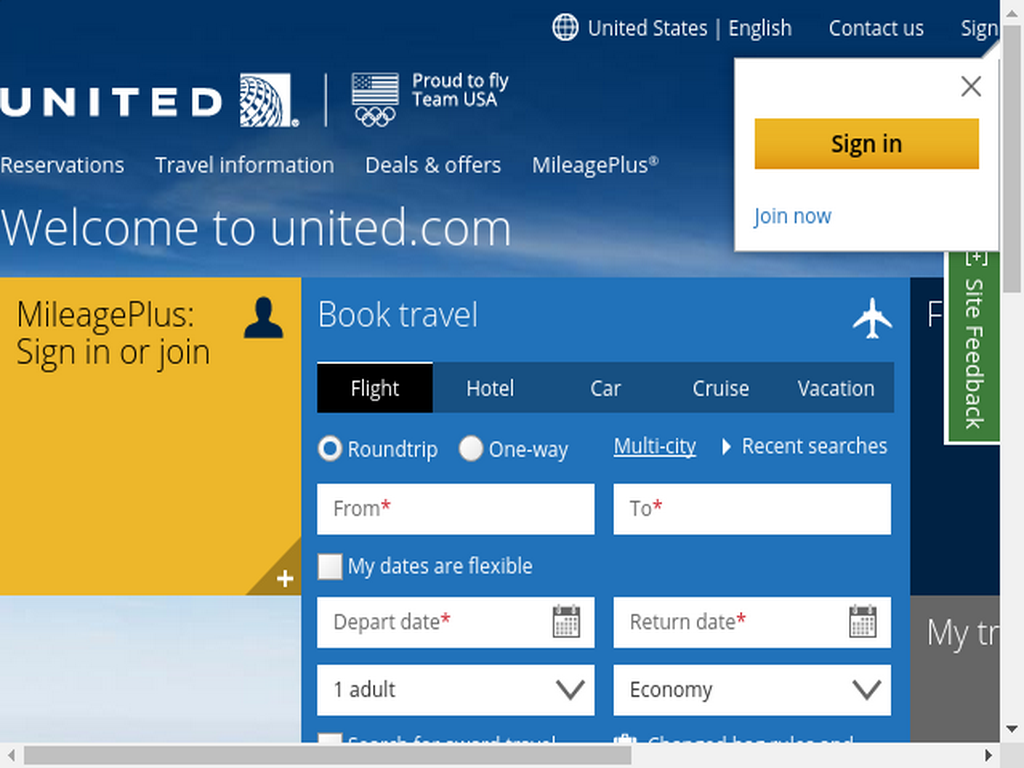 United States | English
Contact us
Sign
UNITED
Proud to fly
Team USA
Sign in
Join now
Reservations
Travel information
Deals & offers
MileagePlus®
Welcome to united.com
[+] Site Feedback
MileagePlus:
Sign in or join
+
Book travel
F
Flight
Hotel
Car
Cruise
Vacation
Roundtrip
One-way
Multi-city
Recent searches
From*
To*
My dates are flexible
Depart date*
Return date*
My tr
1 adult
Economy